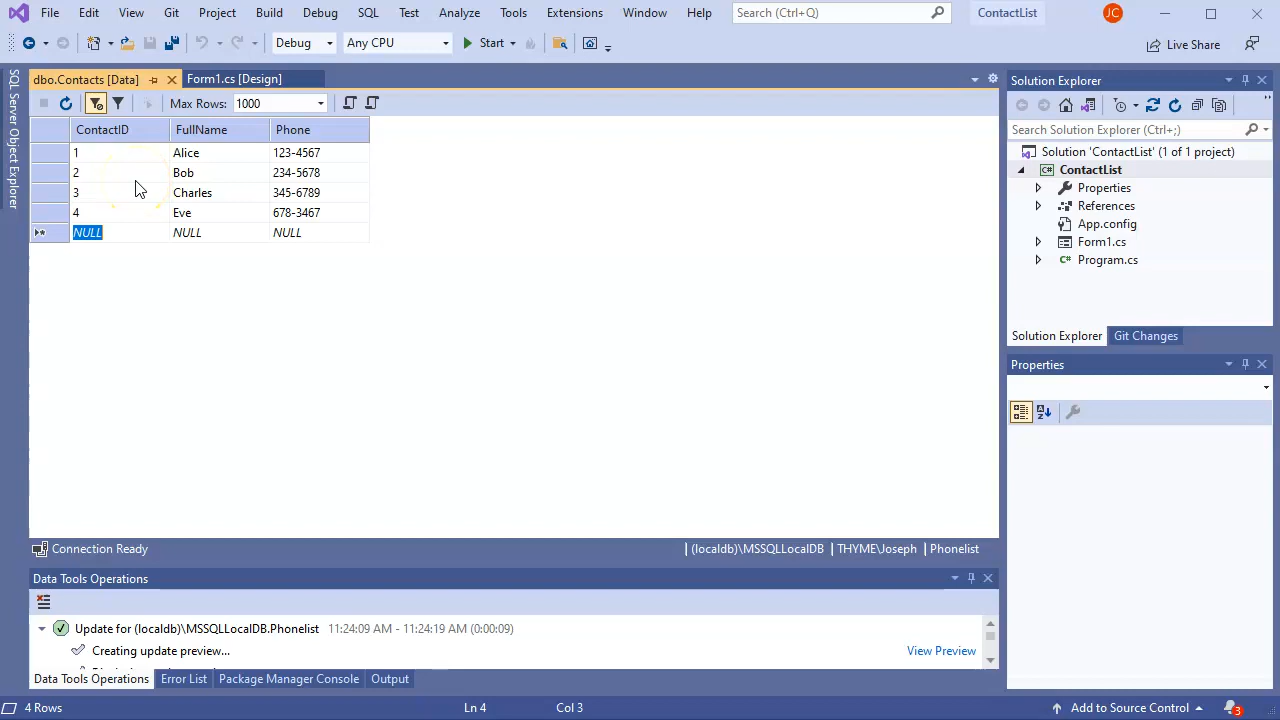 File Edit View Git Project Build Debug SQL Test Analyze Tools Extensions Window Help Search (Ctrl+Q) ContactList JC
Debug Any CPU Start Live Share
SQL Server Object Explorer
dbo.Contacts [Data] Form1.cs [Design]
Max Rows: 1000
ContactID FullName Phone
1 Alice 123-4567
2 Bob 234-5678
3 Charles 345-6789
4 Eve 678-3467
NULL NULL NULL
Connection Ready (localdb)\MSSQLLocalDB THYME\Joseph Phonelist
Solution Explorer
Search Solution Explorer (Ctrl+;)
Solution 'ContactList' (1 of 1 project)
ContactList
Properties
References
App.config
Form1.cs
Program.cs
Solution Explorer Git Changes
Properties
Data Tools Operations
Update for (localdb)\MSSQLLocalDB.Phonelist 11:24:09 AM - 11:24:19 AM (0:00:09)
Creating update preview... View Preview
Data Tools Operations Error List Package Manager Console Output
4 Rows Ln 4 Col 3 Add to Source Control 3